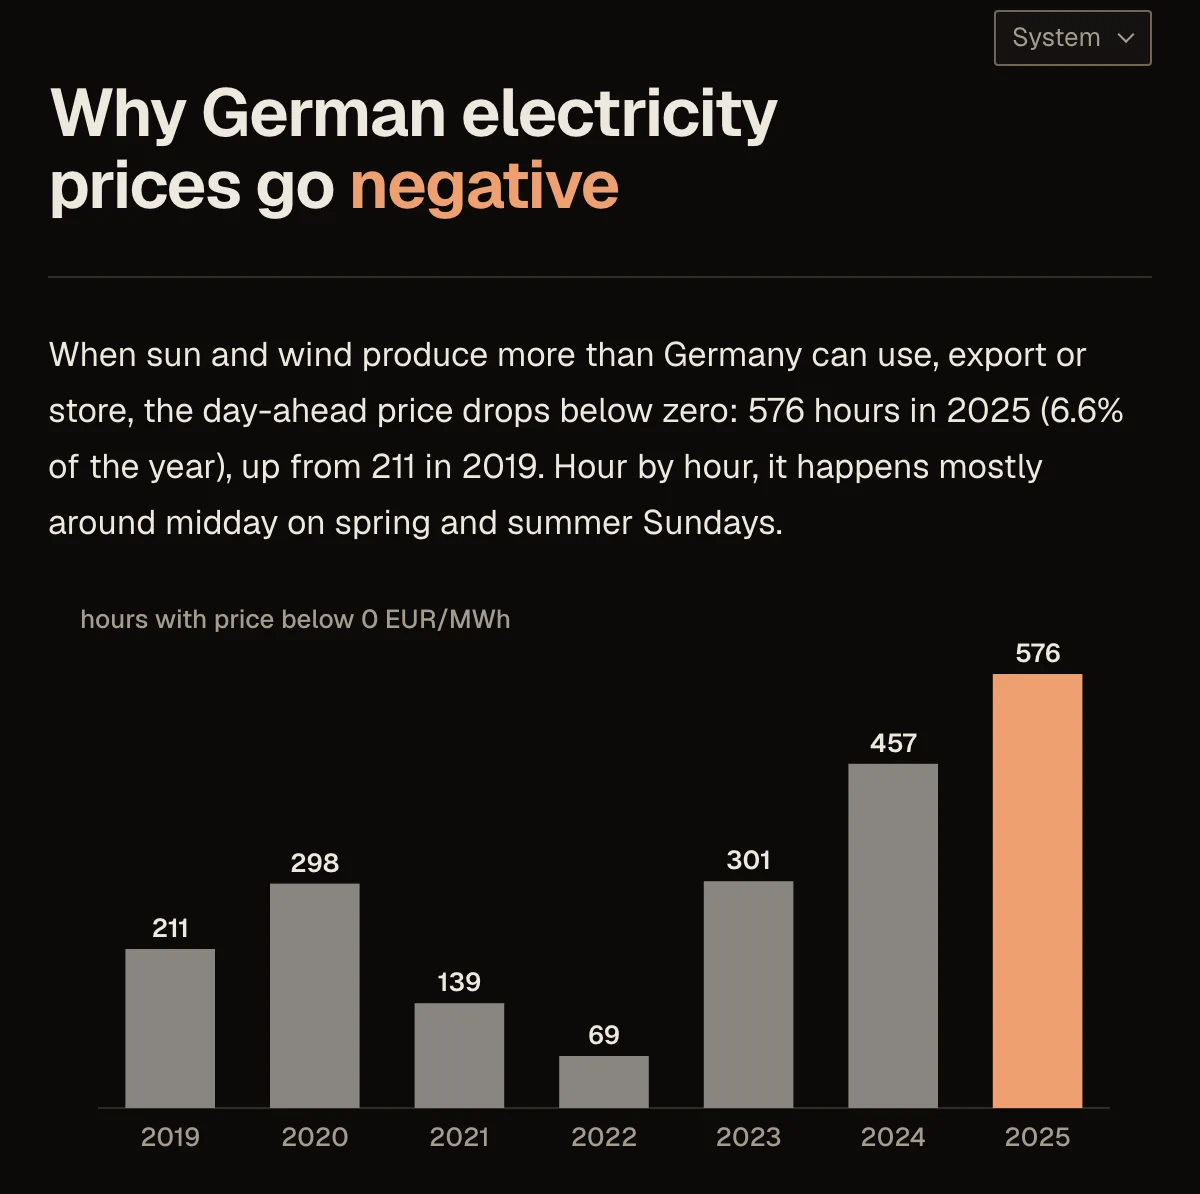 System
Why German electricity
prices go negative
When sun and wind produce more than Germany can use, export or
store, the day-ahead price drops below zero: 576 hours in 2025 (6.6%
of the year), up from 211 in 2019. Hour by hour, it happens mostly
around midday on spring and summer Sundays.
hours with price below 0 EUR/MWh
211
298
139
69
301
457
576
2019
2020
2021
2022
2023
2024
2025